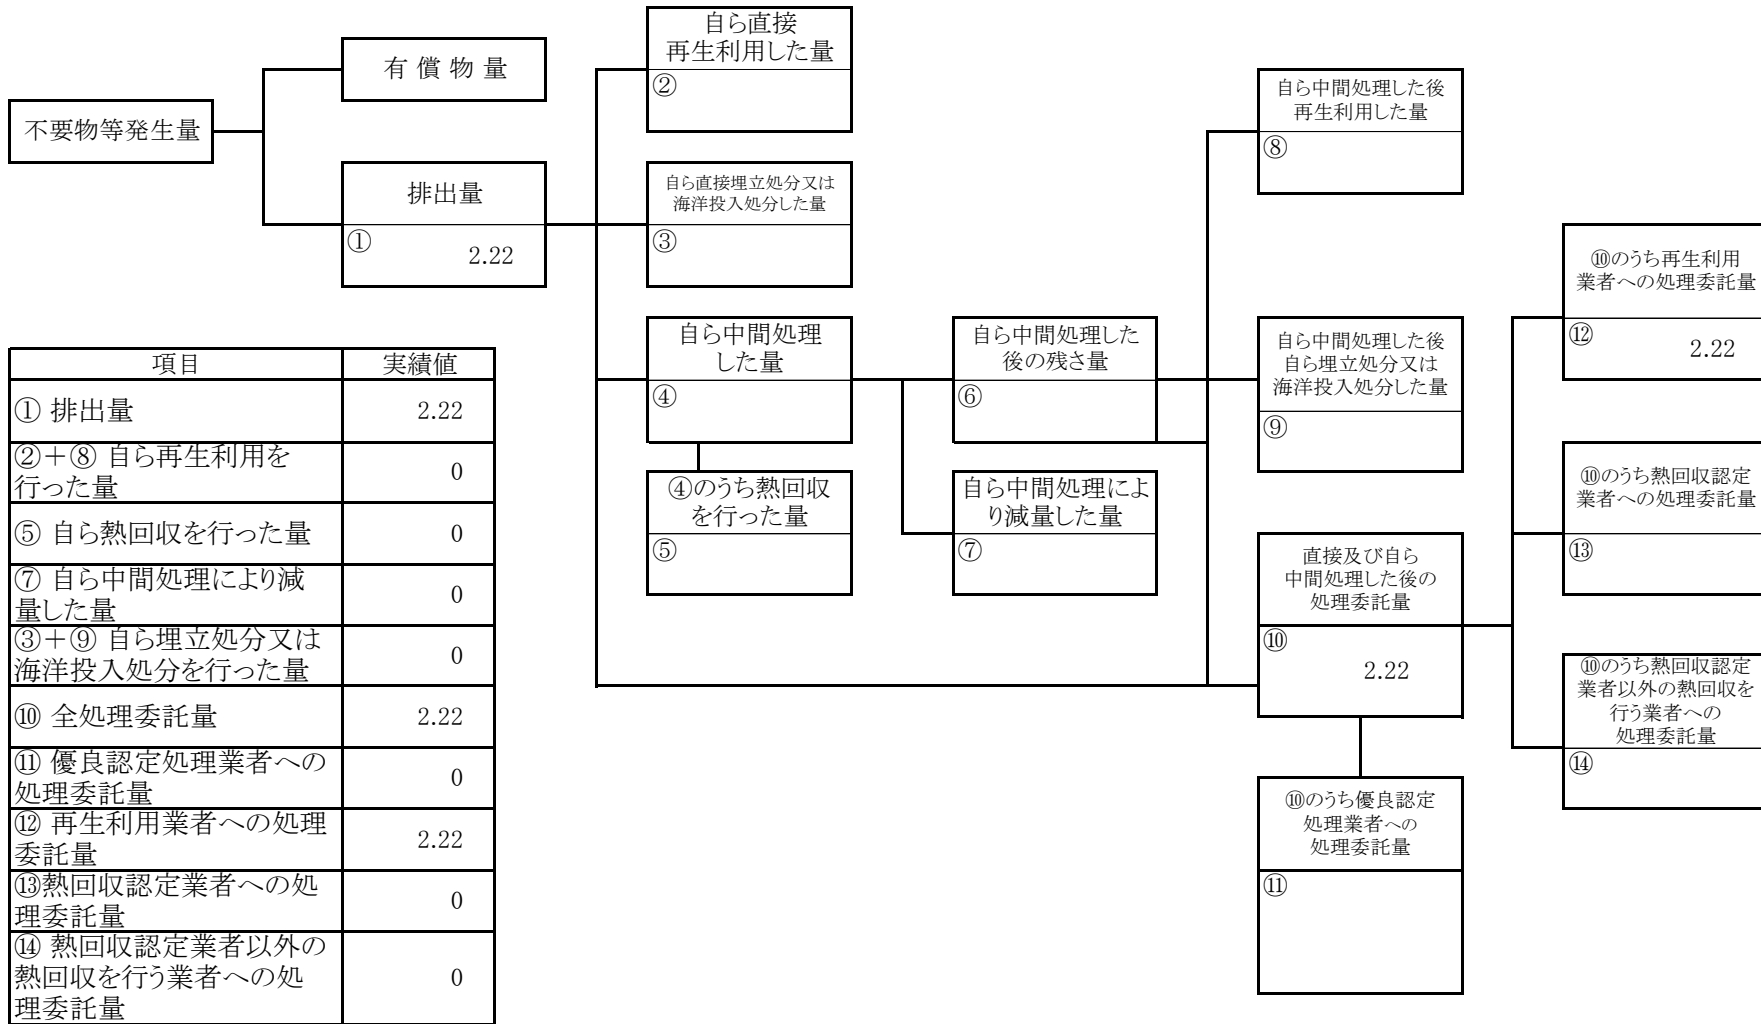 不要物等発生量
有償物量
排出量
①
2.22
自ら直接
再生利用した量
②
自ら直接埋立処分又は
海洋投入処分した量
③
自ら中間処理
した量
④
④のうち熱回収
を行った量
⑤
自ら中間処理した
後の残さ量
⑥
自ら中間処理によ
り減量した量
⑦
自ら中間処理した後
再生利用した量
⑧
自ら中間処理した後
自ら埋立処分又は
海洋投入処分した量
⑨
直接及び自ら
中間処理した後の
処理委託量
⑩
2.22
⑩のうち優良認定
処理業者への
処理委託量
⑪
⑩のうち再生利用
業者への処理委託量
⑫
2.22
⑩のうち熱回収認定
業者への処理委託量
⑬
⑩のうち熱回収認定
業者以外の熱回収を
行う業者への
処理委託量
⑭
項目 実績値
① 排出量 2.22
②＋⑧ 自ら再生利用を
行った量 0
⑤ 自ら熱回収を行った量 0
⑦ 自ら中間処理により減
量した量 0
③＋⑨ 自ら埋立処分又は
海洋投入処分を行った量 0
⑩ 全処理委託量 2.22
⑪ 優良認定処理業者への
処理委託量 0
⑫ 再生利用業者への処理
委託量 2.22
⑬熱回収認定業者への処
理委託量 0
⑭ 熱回収認定業者以外の
熱回収を行う業者への処
理委託量 0